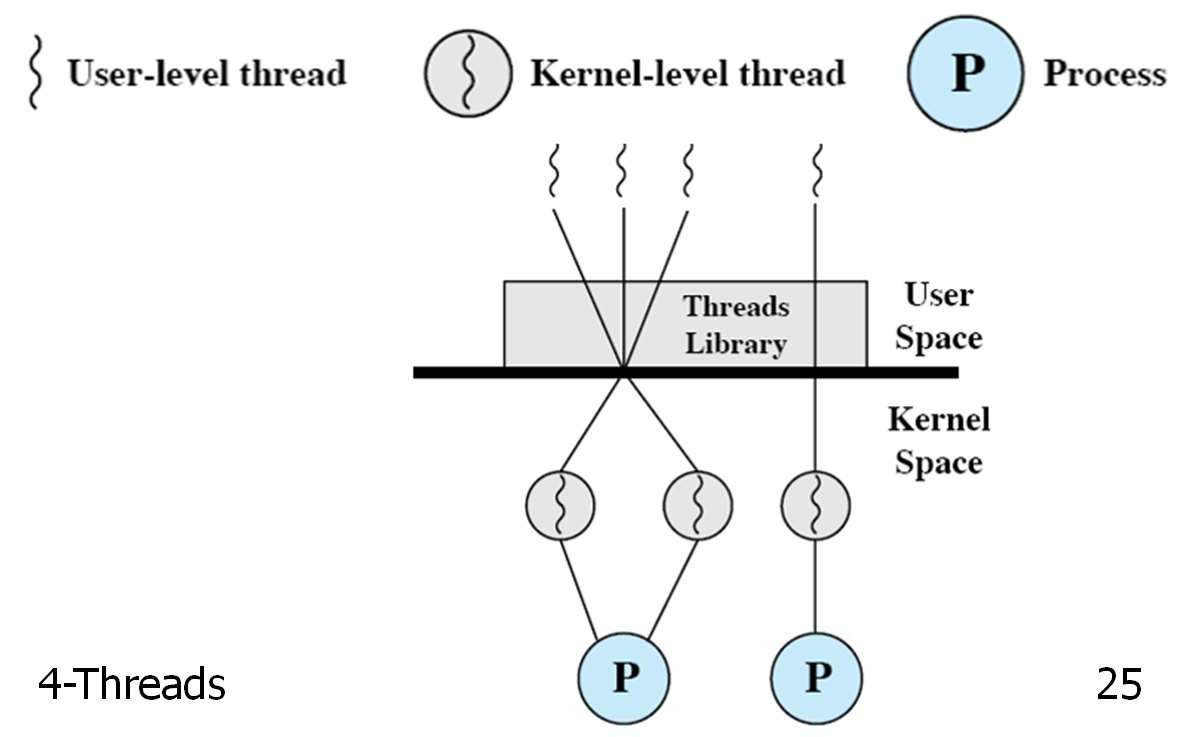 User-level thread
Kernel-level thread
P
Process
Threads
Library
User
Space
Kernel
Space
P
P
4-Threads
25